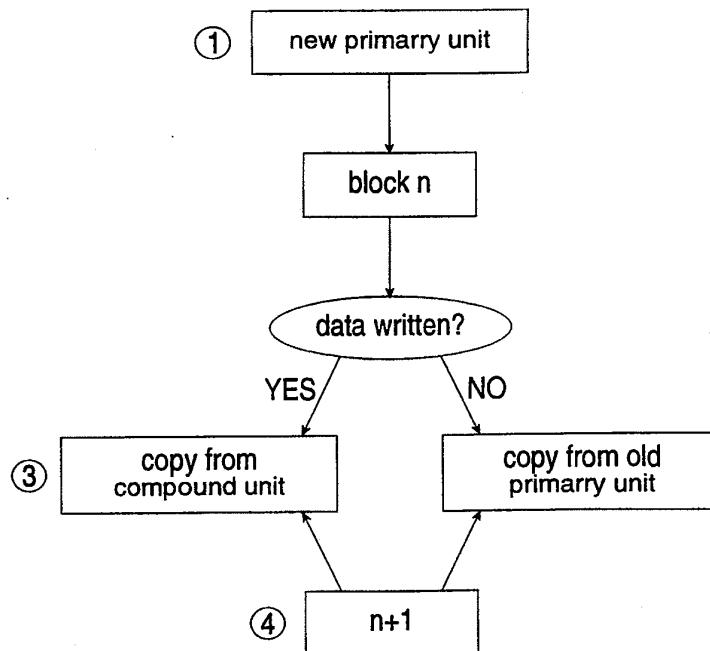 ① new primarry unit
block n
data written?
YES NO
③ copy from
compound unit
copy from old
primarry unit
④ n+1